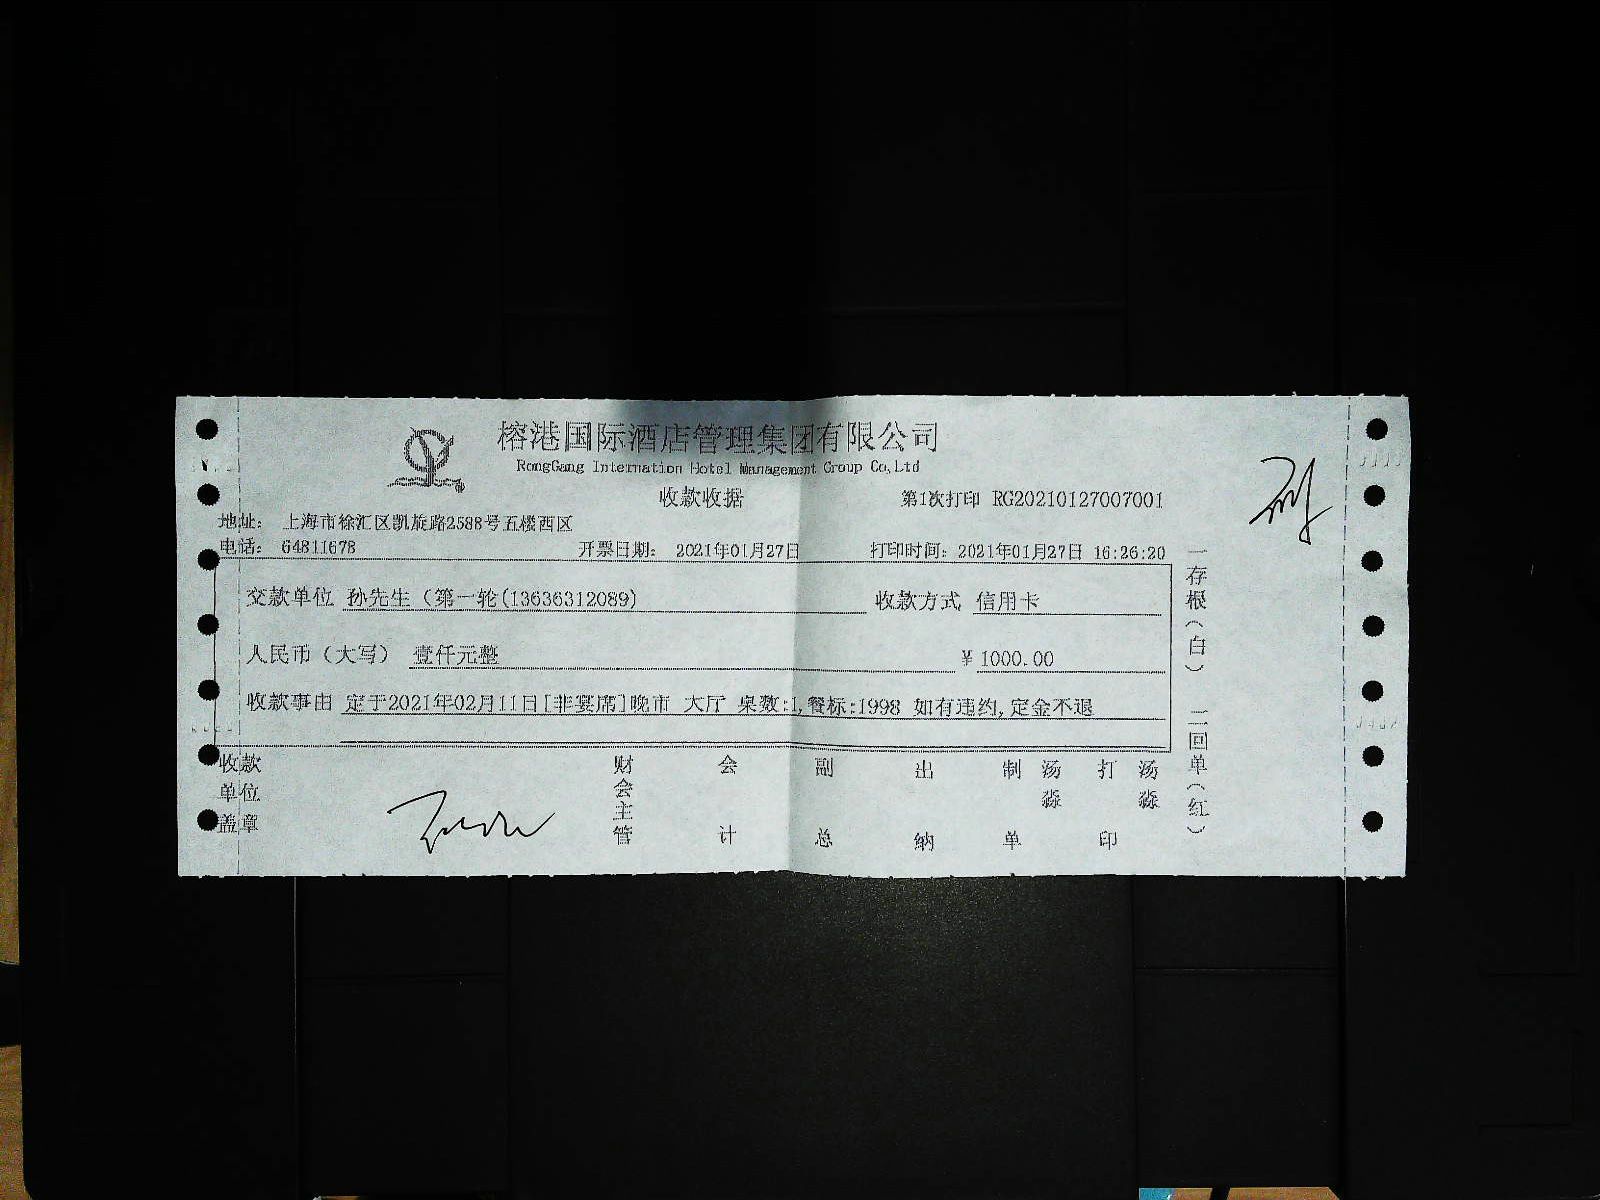 榕港国际酒店管理集团有限公司
RongGang Internation Hotel Management Group Co,Ltd
收款收据
第1次打印 RG20210127007001
地址： 上海市徐汇区凯旋路2588号五楼西区
电话： 64811678
开票日期： 2021年01月27日
打印时间：2021年01月27日 16:26:20
交款单位 孙先生（第一轮(13636312089)
收款方式 信用卡
人民币（大写） 壹仟元整
¥ 1000.00
收款事由 定于2021年02月11日[非宴席]晚市 大厅 桌数:1,餐标:1998 如有违约,定金不退
收款单位盖章
财会主管
会计
副总
出纳
制单
汤淼
打印
汤淼
一存根（白） 二回单（红）